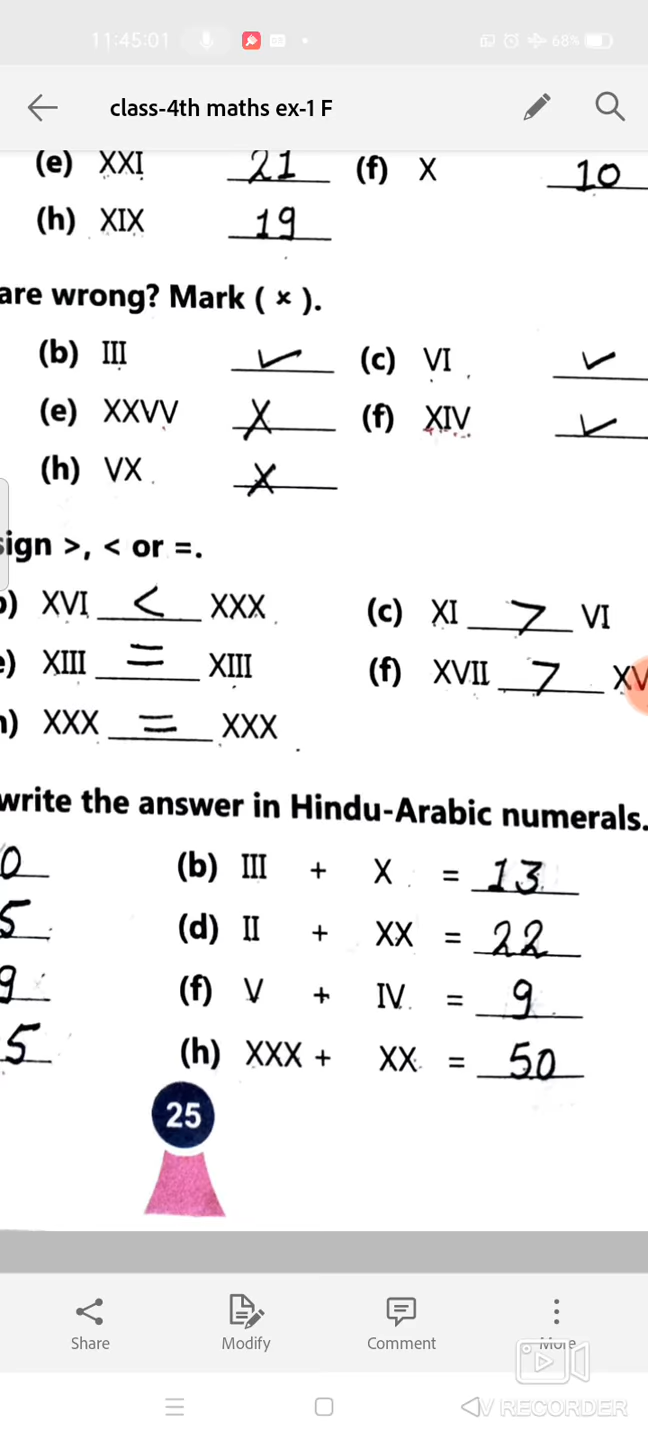 11:45:01 68%
class-4th maths ex-1 F
(e) XXI 21 (f) X 10
(h) XIX 19
are wrong? Mark ( × ).
(b) III ✓ (c) VI ✓
(e) XXVV X (f) XIV ✓
(h) VX X
sign >, < or =.
) XVI < XXX (c) XI > VI
) XIII = XIII (f) XVII > XV
) XXX = XXX
write the answer in Hindu-Arabic numerals.
0 (b) III + X = 13
5 (d) II + XX = 22
9 (f) V + IV = 9
5 (h) XXX + XX = 50
25
Share Modify Comment More
V RECORDER